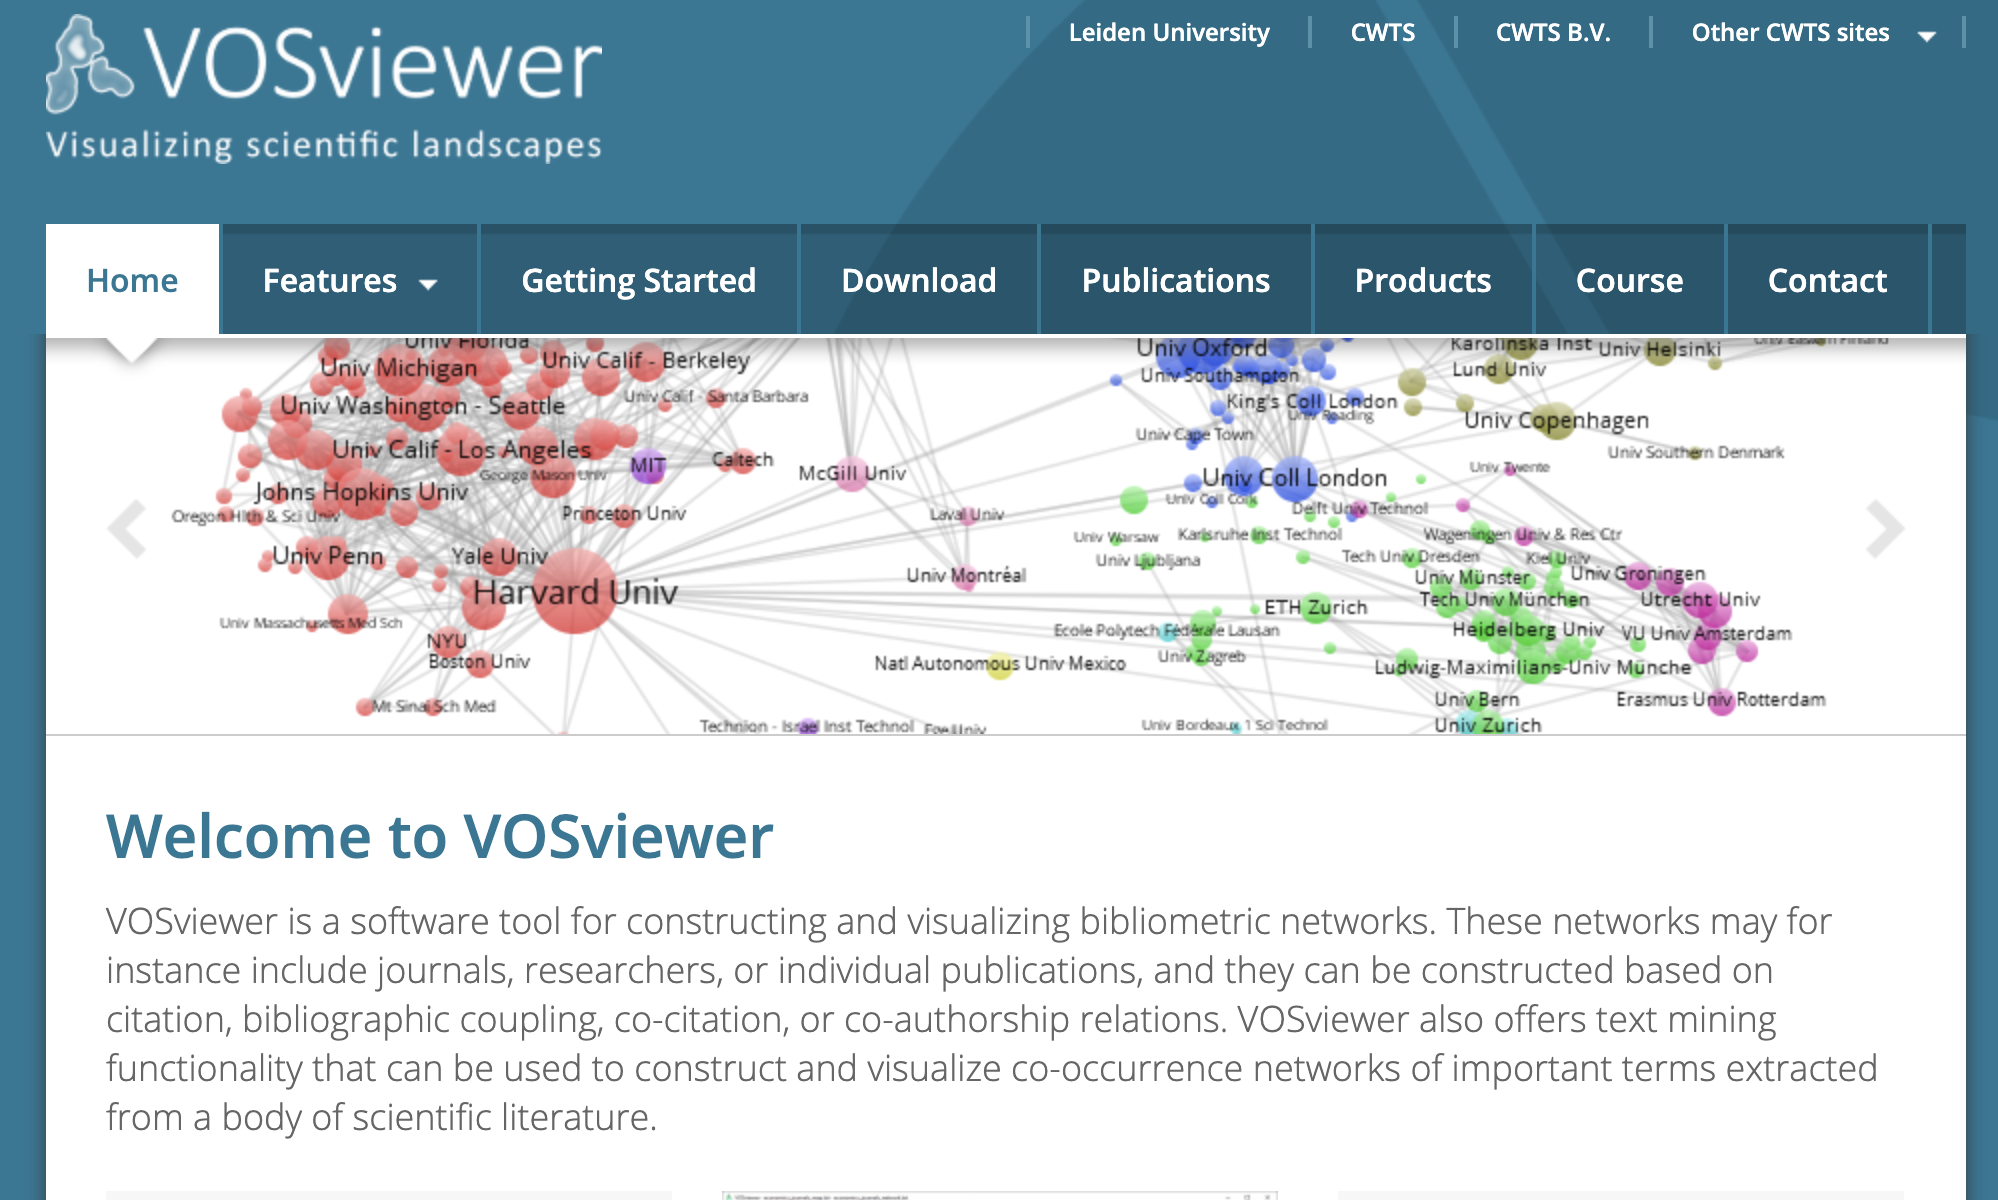 VOSviewer
Visualizing scientific landscapes
Leiden University
CWTS
CWTS B.V.
Other CWTS sites
Home
Features
Getting Started
Download
Publications
Products
Course
Contact
Univ Florida
Univ Michigan
Univ Calif - Berkeley
Univ Calif - Santa Barbara
Univ Washington - Seattle
Univ Calif - Los Angeles
George Mason Univ
MIT
Caltech
McGill Univ
Johns Hopkins Univ
Oregon Hlth & Sci Univ
Princeton Univ
Laval Univ
Univ Penn
Yale Univ
Harvard Univ
Univ Montréal
Univ Massachusetts Med Sch
NYU
Boston Univ
Natl Autonomous Univ Mexico
Mt Sinai Sch Med
Technion - Israel Inst Technol
Univ Oxford
Univ Southampton
King's Coll London
Univ Reading
Univ Cape Town
Univ Coll London
Univ Coll Cork
Delft Univ Technol
Univ Warsaw
Karlsruhe Inst Technol
Univ Ljubljana
Tech Univ Dresden
Karolinska Inst
Univ Helsinki
Univ Eastern Finland
Lund Univ
Univ Copenhagen
Univ Southern Denmark
Univ Twente
Wageningen Univ & Res Ctr
Kiel Univ
Univ Münster
Univ Groningen
Tech Univ München
Utrecht Univ
ETH Zurich
Ecole Polytech Fédérale Lausan
Heidelberg Univ
VU Univ Amsterdam
Univ Zagreb
Ludwig-Maximilians-Univ Münche
Univ Bern
Erasmus Univ Rotterdam
Univ Bordeaux 1 Sci Technol
Univ Zurich
Welcome to VOSviewer
VOSviewer is a software tool for constructing and visualizing bibliometric networks. These networks may for
instance include journals, researchers, or individual publications, and they can be constructed based on
citation, bibliographic coupling, co-citation, or co-authorship relations. VOSviewer also offers text mining
functionality that can be used to construct and visualize co-occurrence networks of important terms extracted
from a body of scientific literature.